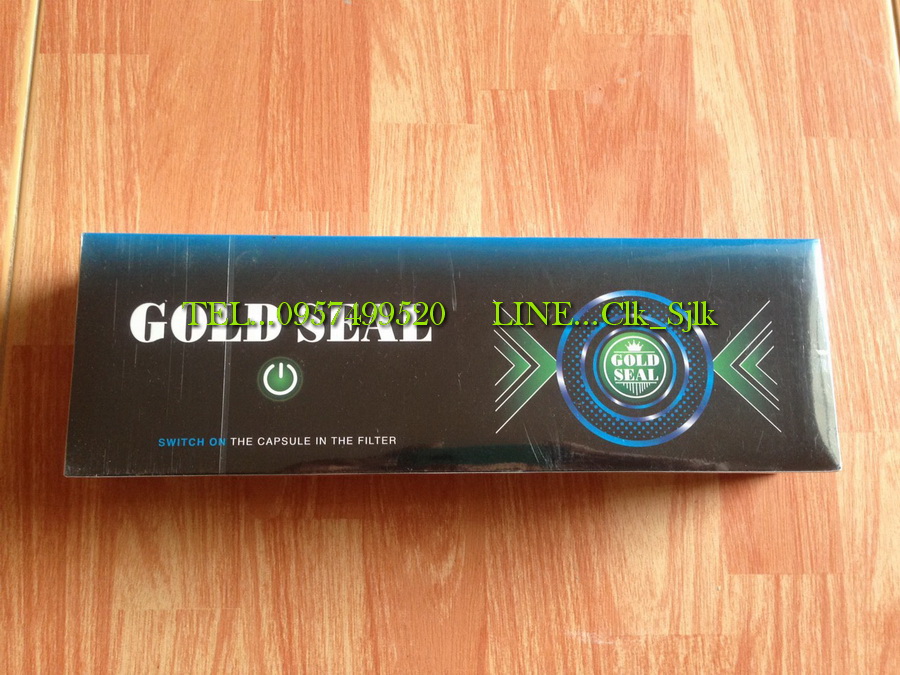 TEL...0957499520 LINE...Clk_Sjlk
GOLD SEAL
GOLD
SEAL
SWITCH ON THE CAPSULE IN THE FILTER